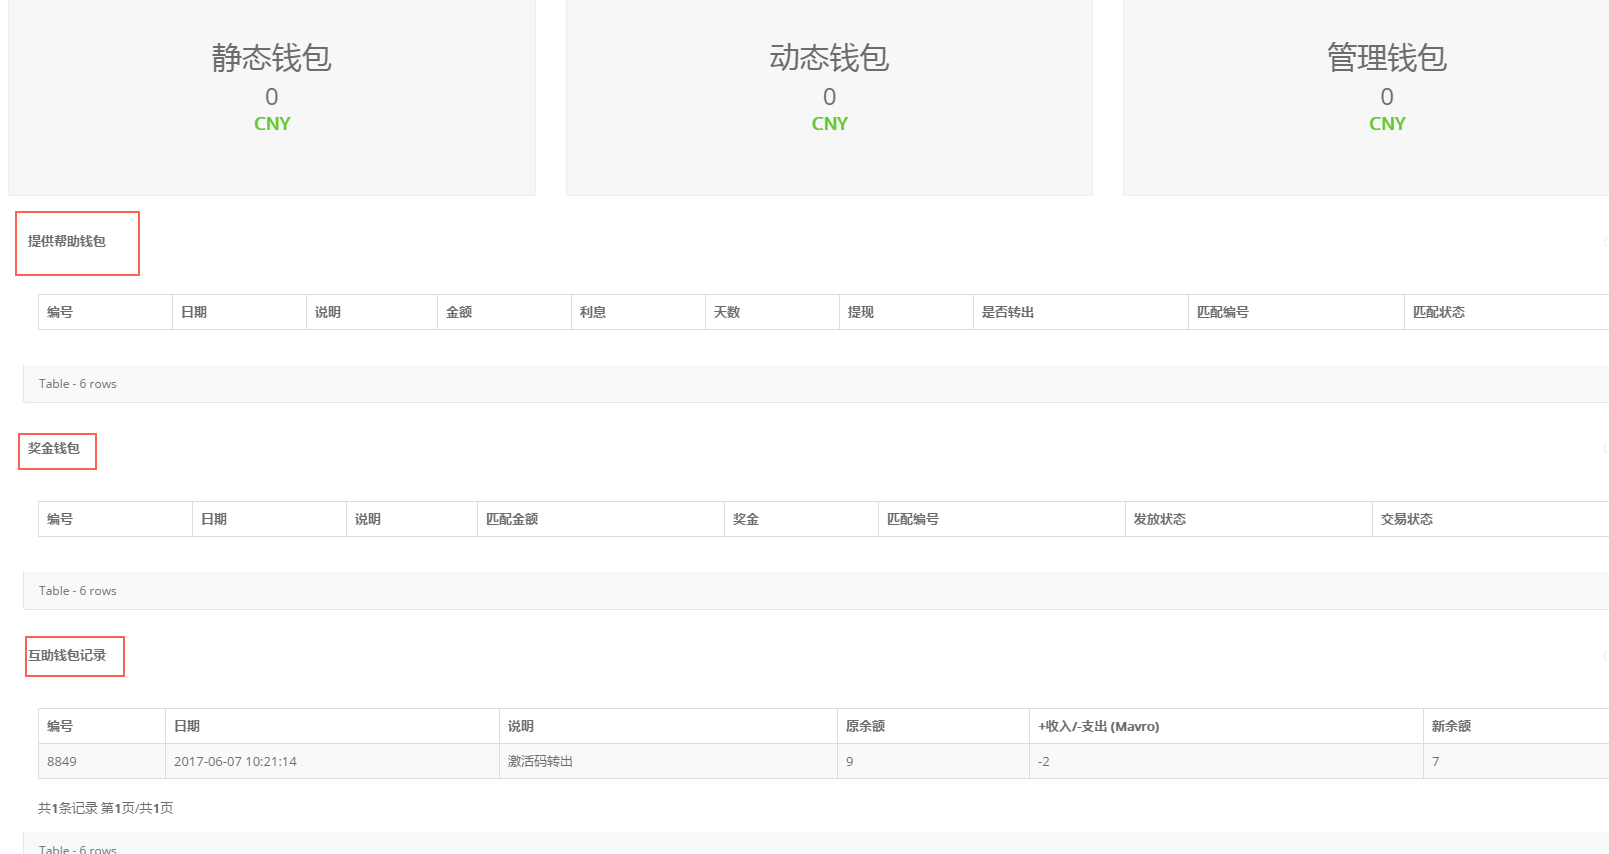 静态钱包 动态钱包 管理钱包
0 0 0
CNY CNY CNY
提供帮助钱包
编号 日期 说明 金额 利息 天数 提现 是否转出 匹配编号 匹配状态
Table - 6 rows
奖金钱包
编号 日期 说明 匹配金额 奖金 匹配编号 发放状态 交易状态
Table - 6 rows
互助钱包记录
编号 日期 说明 原余额 +收入/-支出 (Mavro) 新余额
8849 2017-06-07 10:21:14 激活码转出 9 -2 7
共1条记录 第1页/共1页
Table - 6 rows